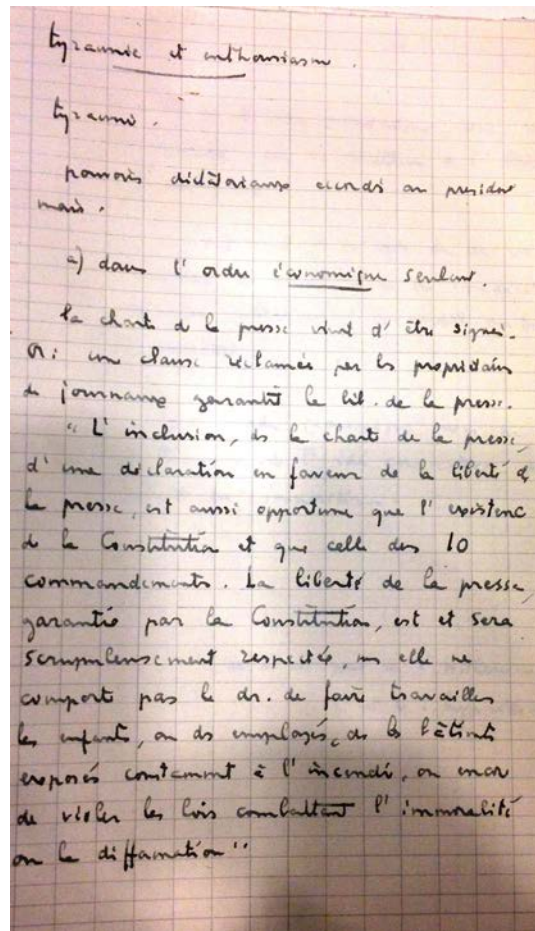 tyrannie et enthousiasme.
tyrannie.
pouvoirs dictatoriaux accordés au président
mais.
a) dans l'ordre économique seulement.
la charte de la presse vient d'être signée.
Or : une clause réclamée par les propriétaires
de journaux garantit la lib. de la presse.
"L'inclusion, ds la charte de la presse,
d'une déclaration en faveur de la liberté de
la presse, est aussi opportune que l'existence
de la Constitution et que celle des 10
commandements. La liberté de la presse,
garantie par la Constitution, est et sera
scrupuleusement respectée, ms elle ne
comporte pas le dr. de faire travailler
les enfants, ou ds employés, ds les bâtiments
exposés constamment à l'incendie, ou encore
de violer les lois combattant l'immoralité
ou la diffamation"